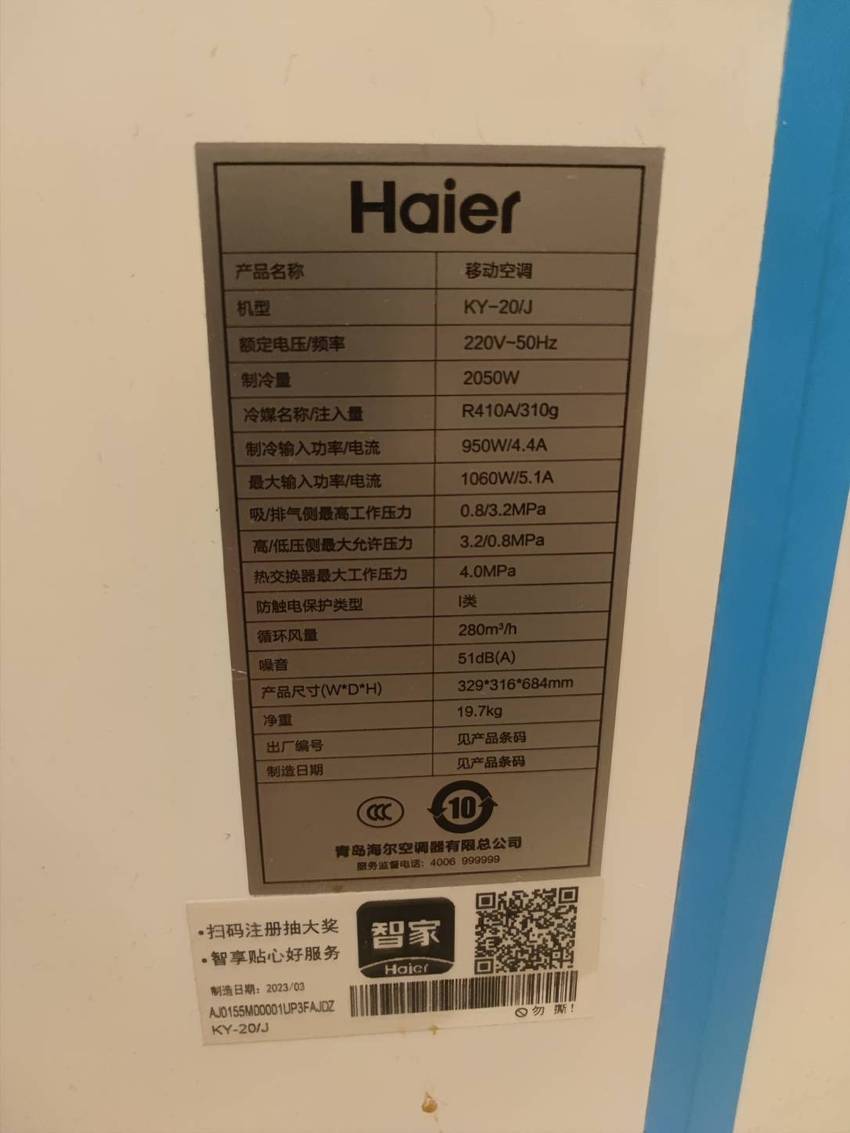 Haier
产品名称 移动空调
机型 KY-20/J
额定电压/频率 220V~50Hz
制冷量 2050W
冷媒名称/注入量 R410A/310g
制冷输入功率/电流 950W/4.4A
最大输入功率/电流 1060W/5.1A
吸/排气侧最高工作压力 0.8/3.2MPa
高/低压侧最大允许压力 3.2/0.8MPa
热交换器最大工作压力 4.0MPa
防触电保护类型 I类
循环风量 280m³/h
噪音 51dB(A)
产品尺寸(W*D*H) 329*316*684mm
净重 19.7kg
出厂编号 见产品条码
制造日期 见产品条码
CCC 10
青岛海尔空调器有限总公司
服务监督电话: 4006 999999
·扫码注册抽大奖
·智享贴心好服务
智家
Haier
制造日期: 2023/03
AJ0155M00001UP3FAJDZ
KY-20/J
勿 撕!